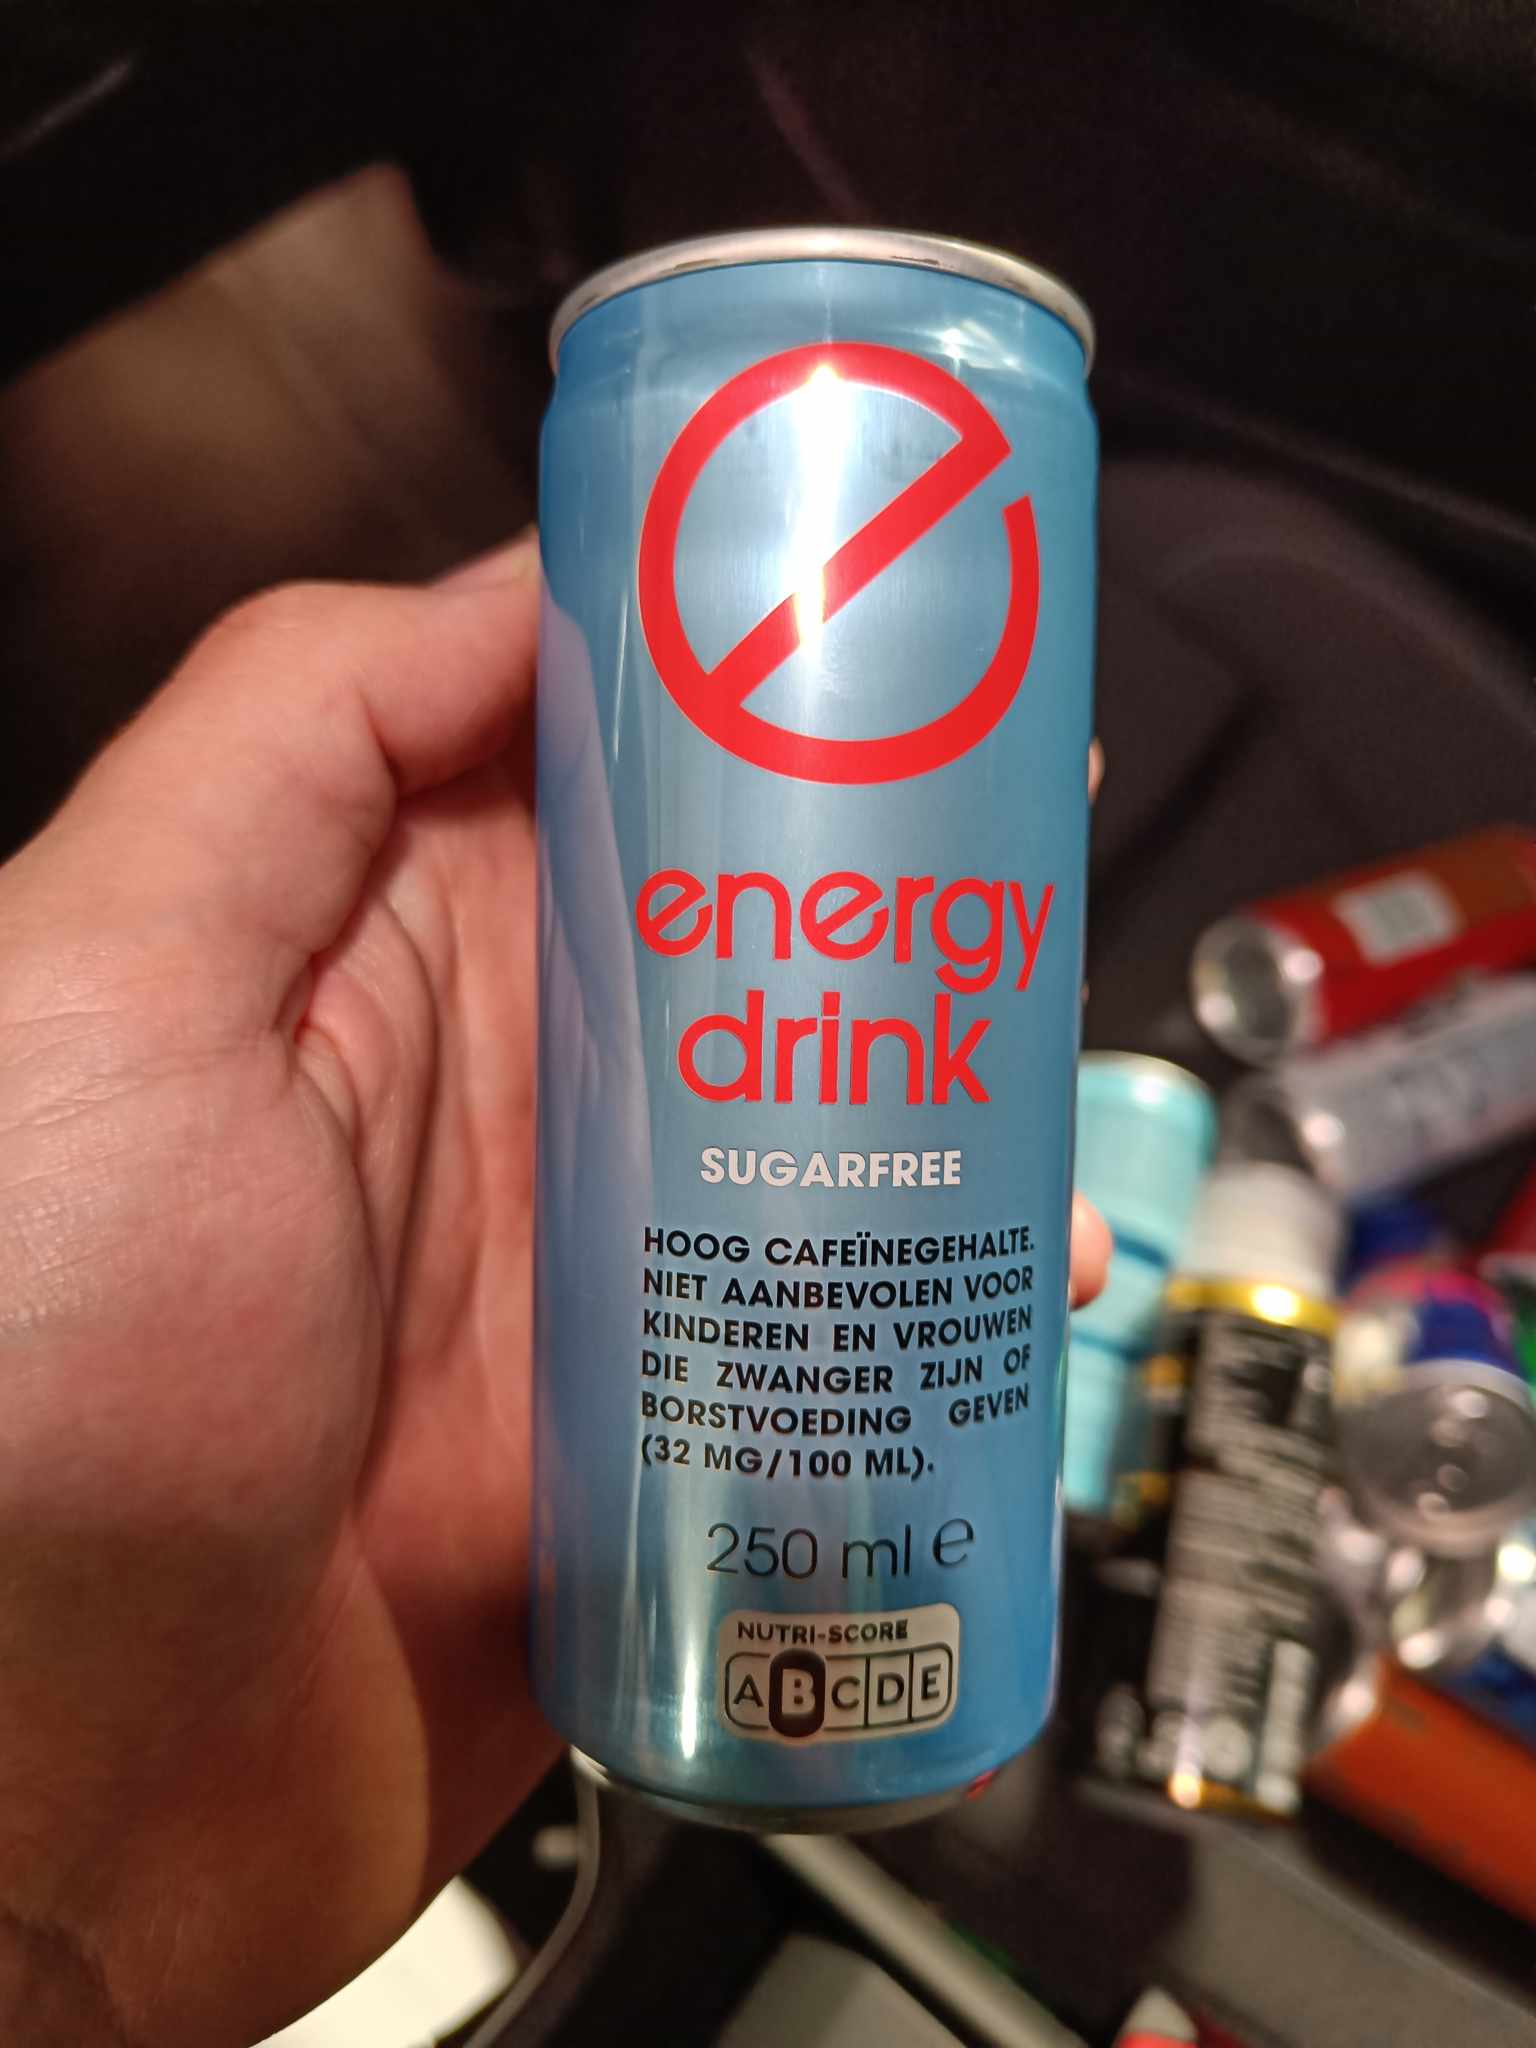 energy
drink
SUGARFREE
HOOG CAFEÏNEGEHALTE.
NIET AANBEVOLEN VOOR
KINDEREN EN VROUWEN
DIE ZWANGER ZIJN OF
BORSTVOEDING GEVEN
(32 MG/100 ML).
250 ml e
NUTRI-SCORE
A B C D E